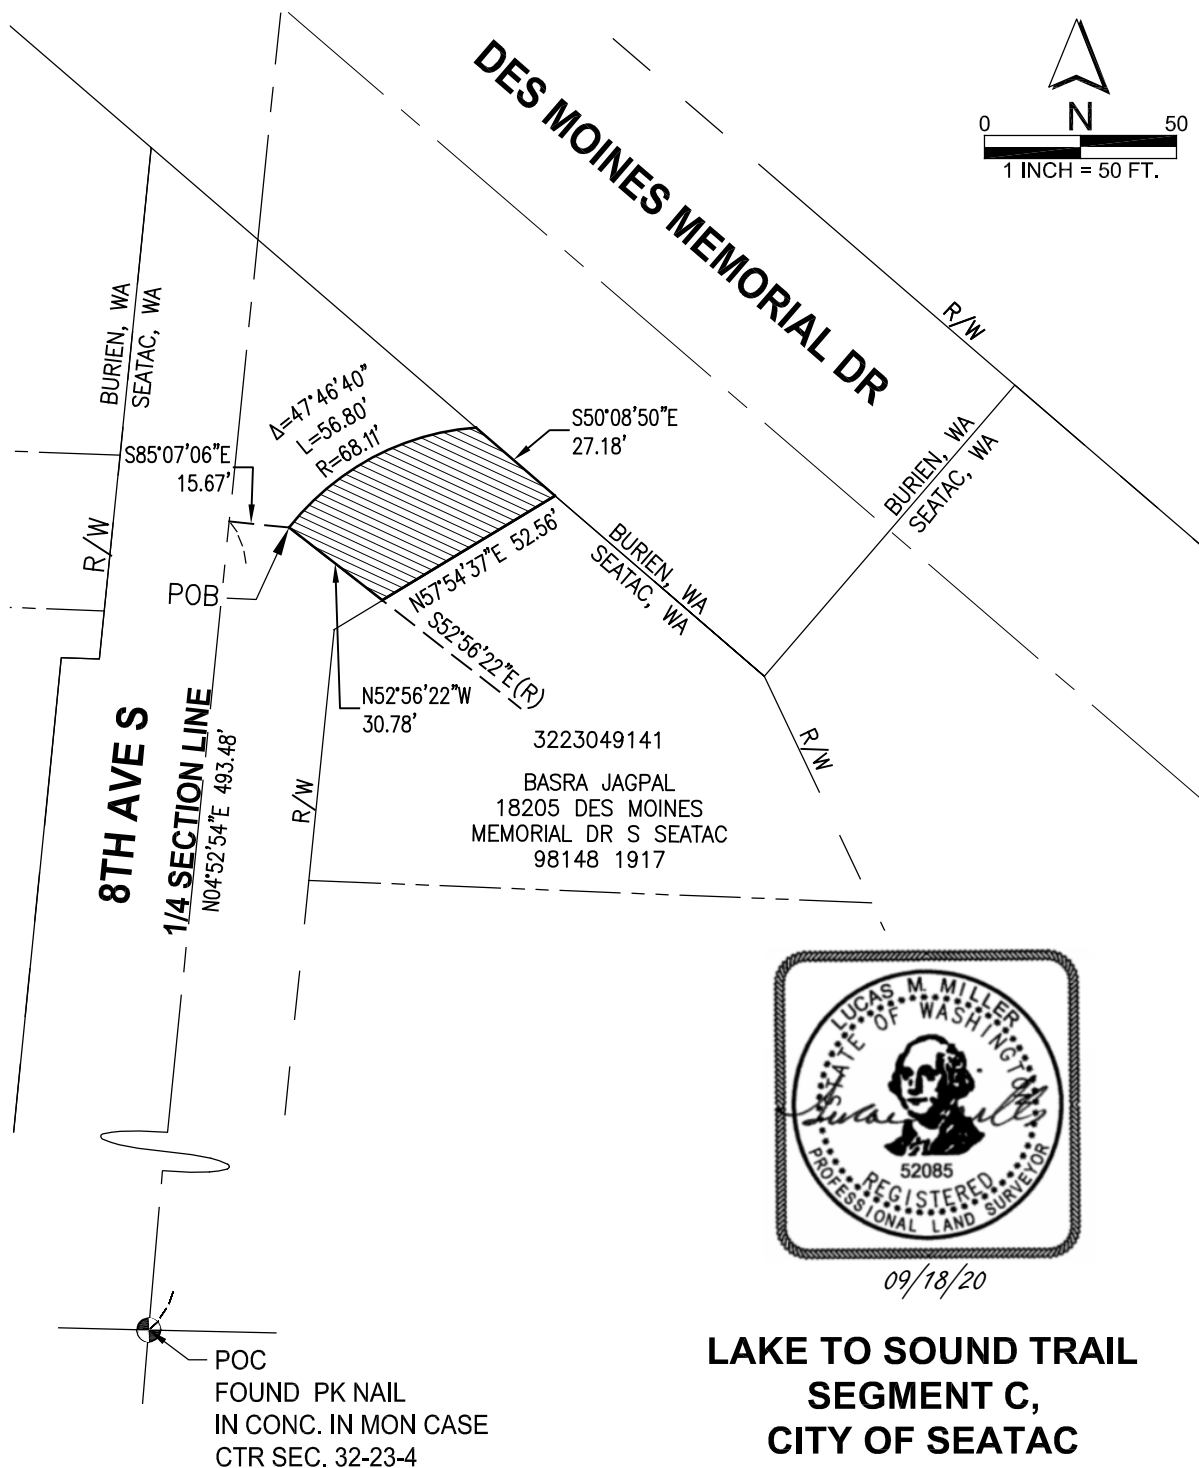 DES MOINES MEMORIAL DR
N
0 50
1 INCH = 50 FT.
BURIEN, WA
SEATAC, WA
R/W
Δ=47°46'40"
L=56.80'
R=68.11'
S50°08'50"E
27.18'
S85°07'06"E
15.67'
BURIEN, WA
SEATAC, WA
R/W
BURIEN, WA
SEATAC, WA
N57°54'37"E 52.56'
POB
S52°56'22"E(R)
N52°56'22"W
30.78'
8TH AVE S
1/4 SECTION LINE
N04°52'54"E 493.48'
R/W
R/W
3223049141
BASRA JAGPAL
18205 DES MOINES
MEMORIAL DR S SEATAC
98148 1917
LUCAS M. MILLER
STATE OF WASHINGTON
52085
REGISTERED
PROFESSIONAL LAND SURVEYOR
09/18/20
POC
FOUND PK NAIL
IN CONC. IN MON CASE
CTR SEC. 32-23-4
LAKE TO SOUND TRAIL
SEGMENT C,
CITY OF SEATAC